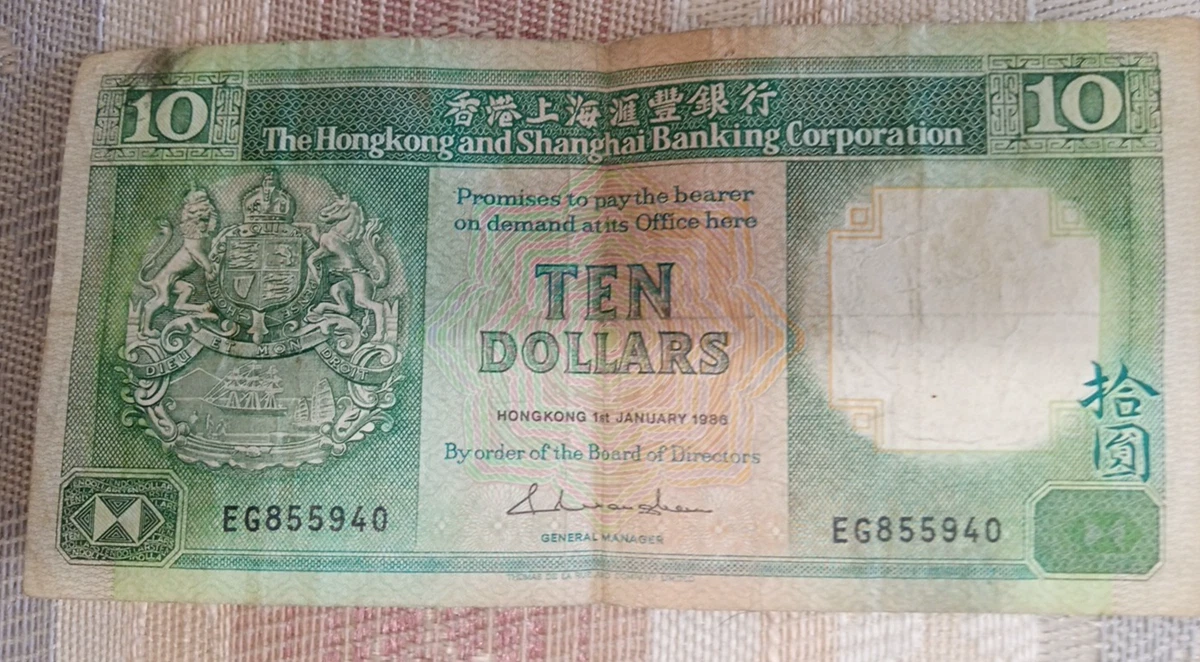 10
香港上海滙豐銀行
10
The Hongkong and Shanghai Banking Corporation
Promises to pay the bearer
on demand at its Office here
QUI
TEN
DOLLARS
DIEU ET MON DROIT
HONGKONG 1st JANUARY 1986
拾圓
By order of the Board of Directors
EG855940
EG855940
GENERAL MANAGER